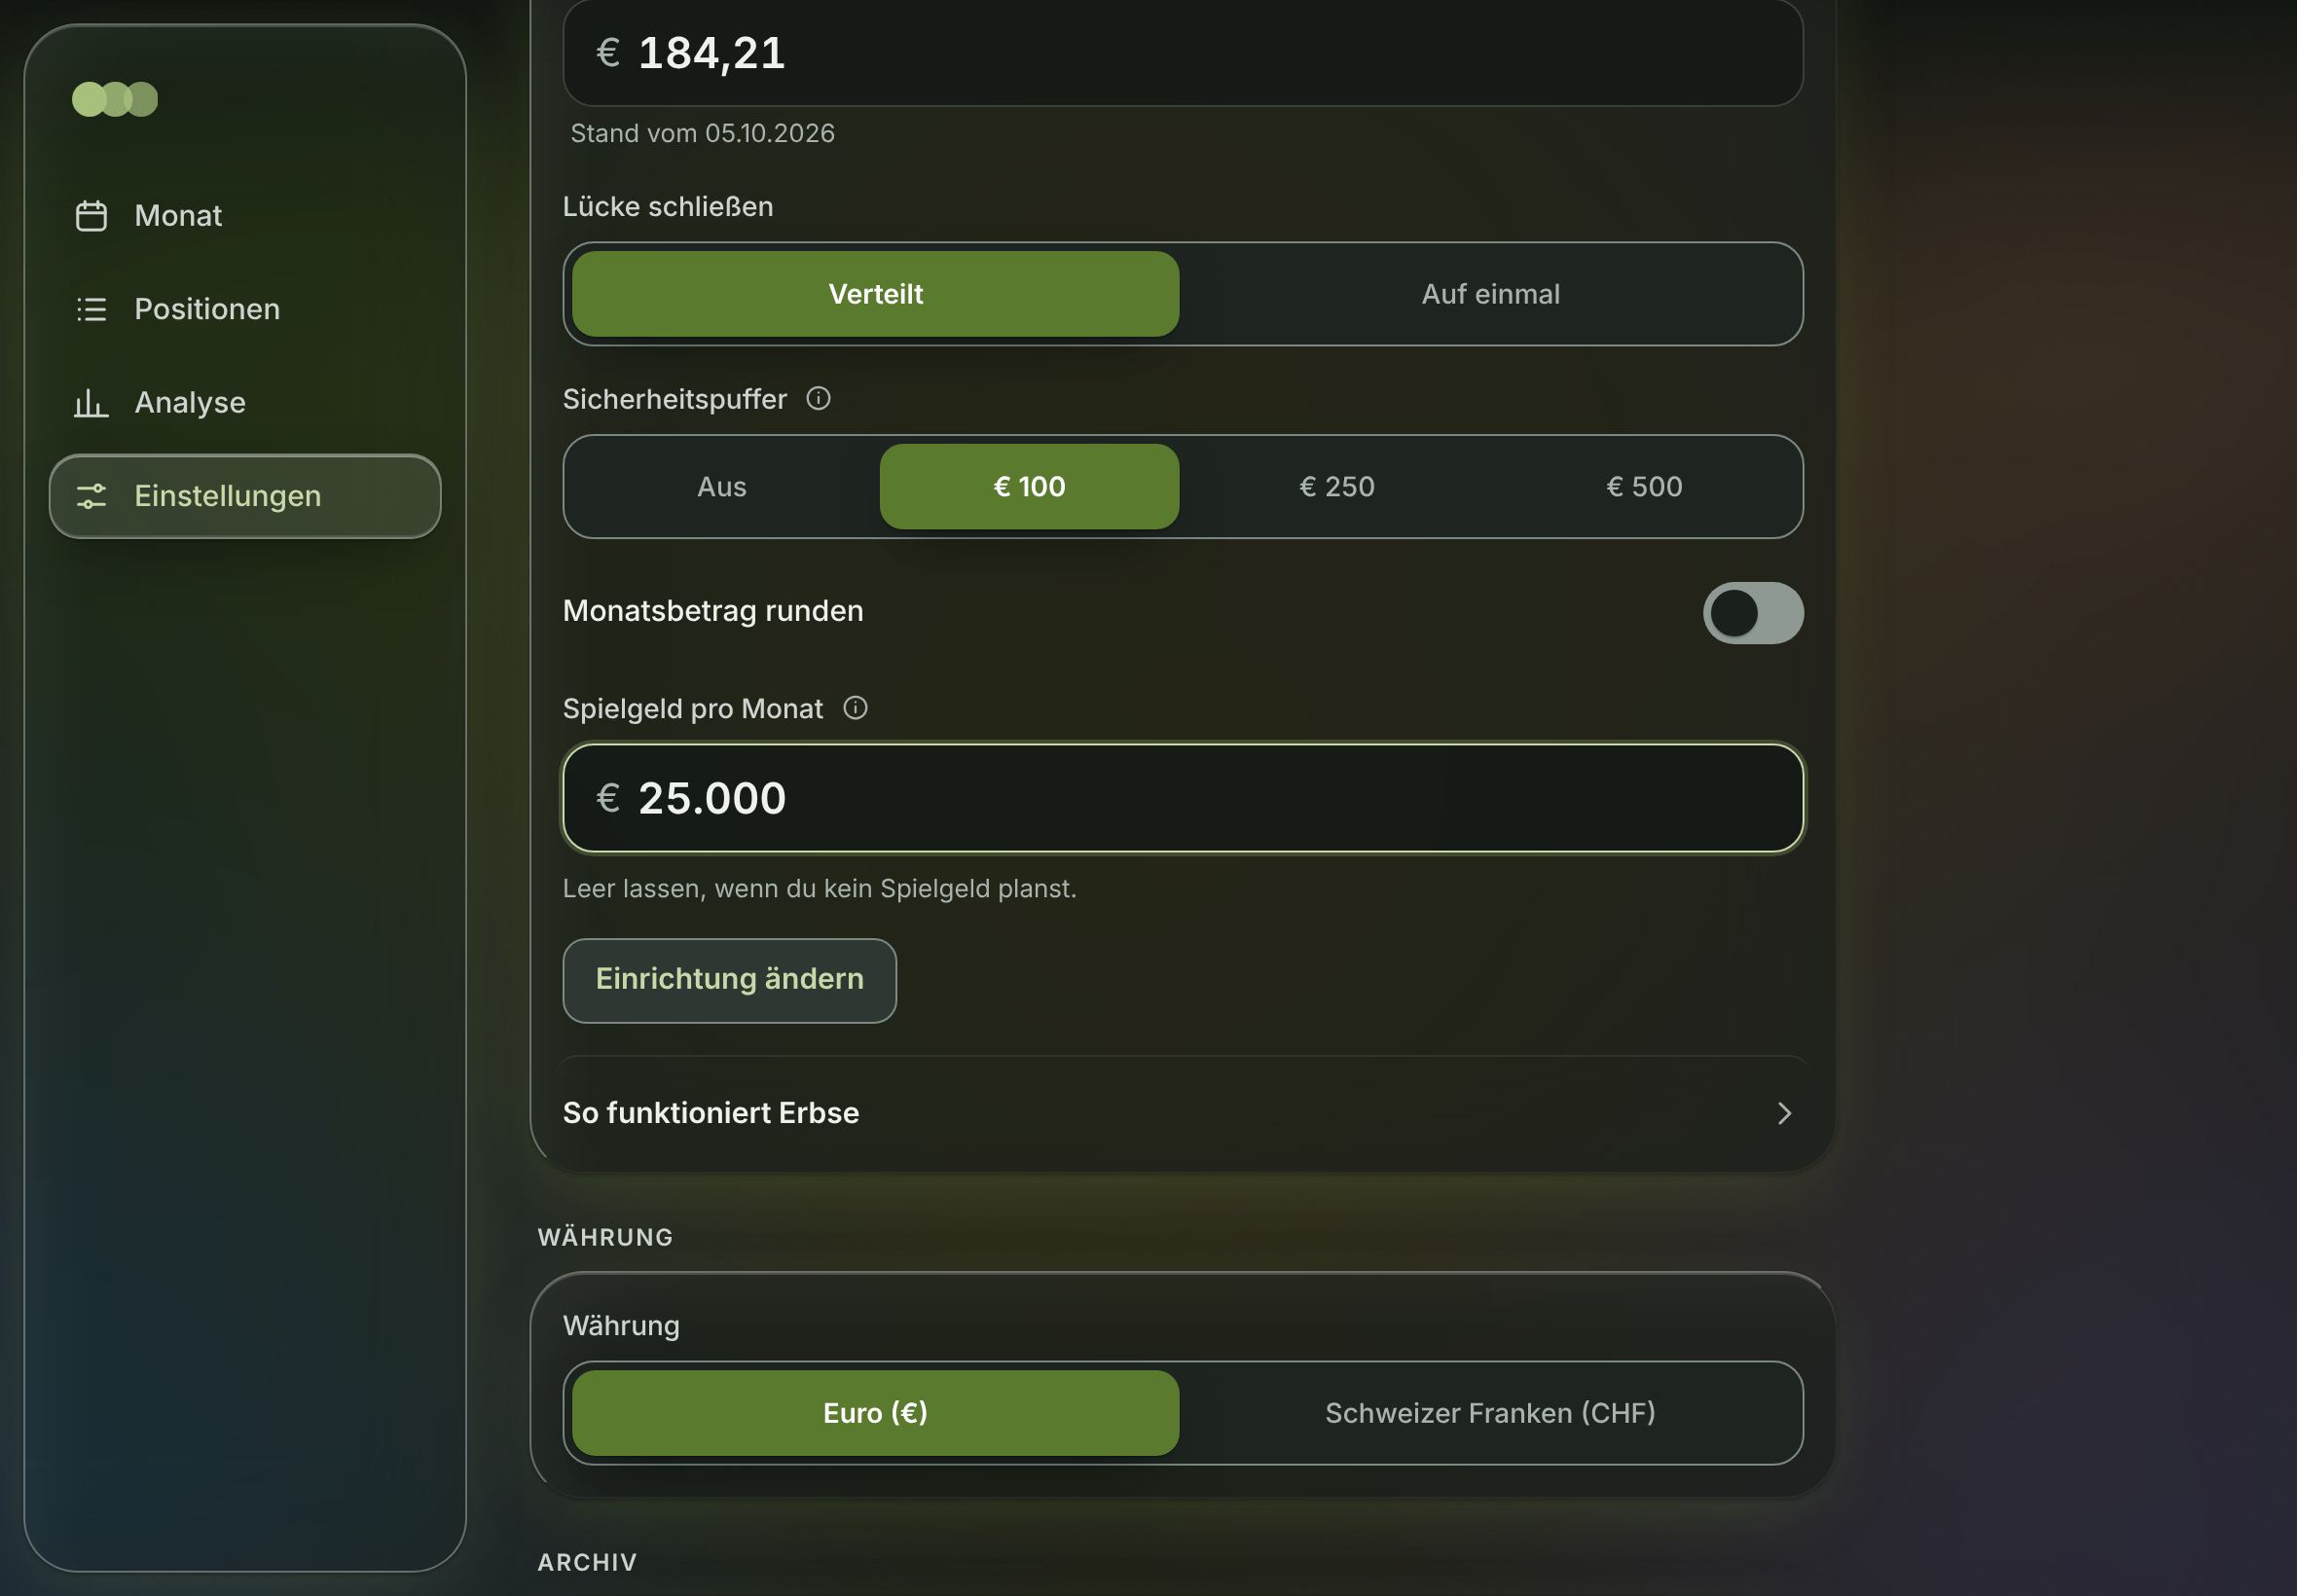 € 184,21
Stand vom 05.10.2026
Monat
Positionen
Analyse
Einstellungen
Lücke schließen
Verteilt
Auf einmal
Sicherheitspuffer
Aus
€ 100
€ 250
€ 500
Monatsbetrag runden
Spielgeld pro Monat
€ 25.000
Leer lassen, wenn du kein Spielgeld planst.
Einrichtung ändern
So funktioniert Erbse
WÄHRUNG
Währung
Euro (€)
Schweizer Franken (CHF)
ARCHIV